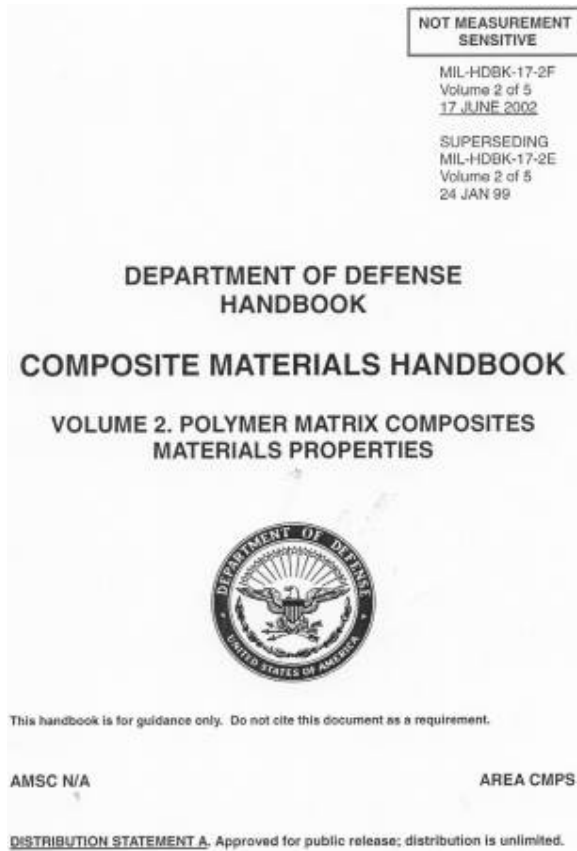 NOT MEASUREMENT
SENSITIVE
MIL-HDBK-17-2F
Volume 2 of 5
17 JUNE 2002
SUPERSEDING
MIL-HDBK-17-2E
Volume 2 of 5
24 JAN 99
DEPARTMENT OF DEFENSE
HANDBOOK
COMPOSITE MATERIALS HANDBOOK
VOLUME 2. POLYMER MATRIX COMPOSITES
MATERIALS PROPERTIES
DEPARTMENT OF DEFENSE
UNITED STATES OF AMERICA
This handbook is for guidance only. Do not cite this document as a requirement.
AMSC N/A
AREA CMPS
DISTRIBUTION STATEMENT A. Approved for public release; distribution is unlimited.